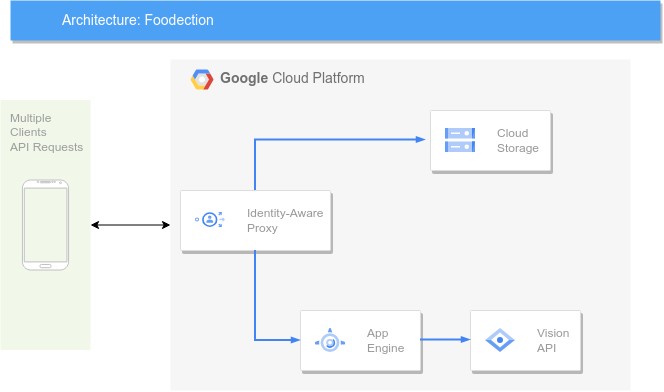 Architecture: Foodection
Google Cloud Platform
Multiple
Clients
API Requests
Cloud
Storage
Identity-Aware
Proxy
App
Engine
Vision
API